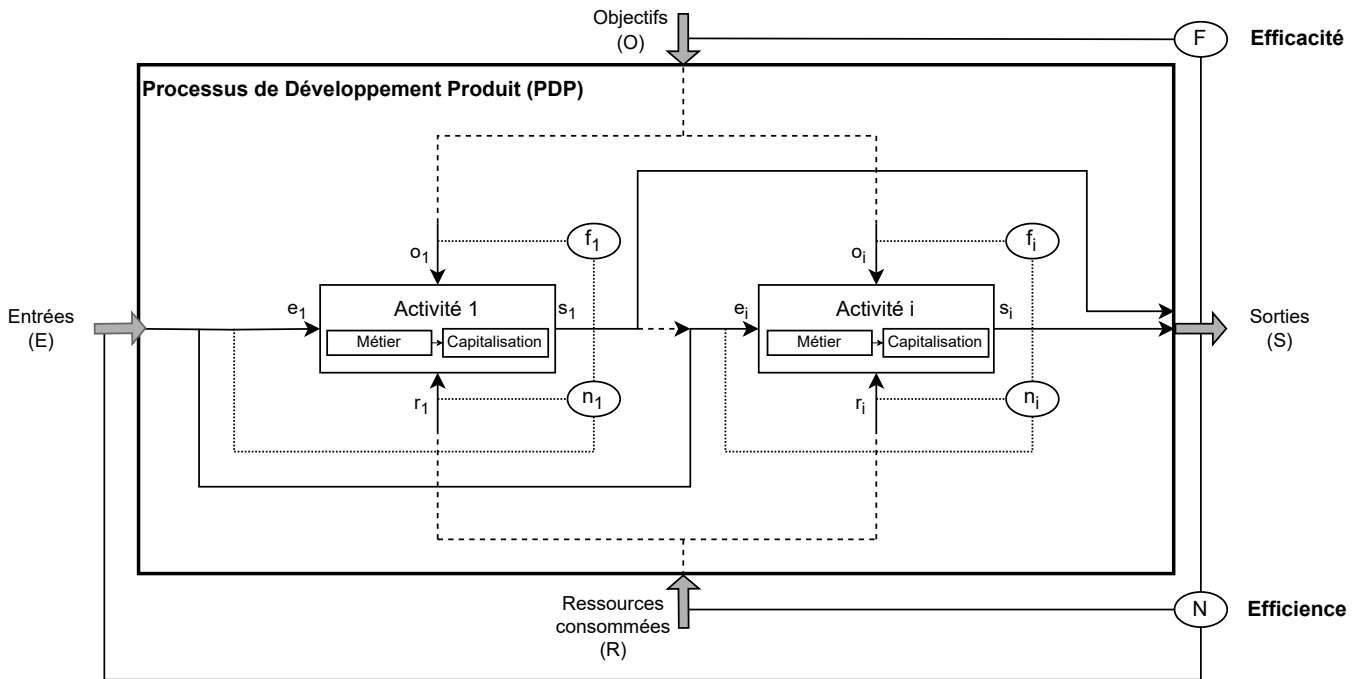 Objectifs
(O)
F
Efficacité
Processus de Développement Produit (PDP)
f1
fi
o1
oi
Entrées
(E)
e1
Activité 1
s1
Métier
Capitalisation
ei
Activité i
si
Métier
Capitalisation
Sorties
(S)
r1
n1
ri
ni
Ressources
consommées
(R)
N
Efficience